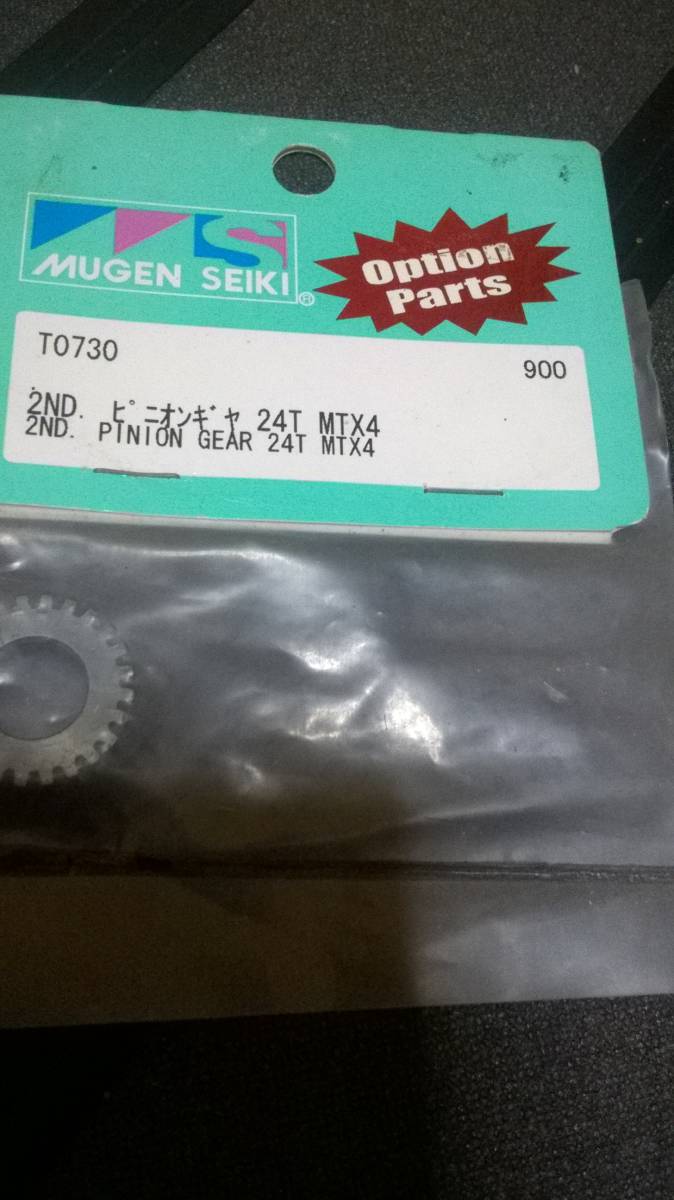 MUGEN SEIKI®
Option
Parts
T0730
900
2ND. ピニオンギヤ 24T MTX4
2ND. PINION GEAR 24T MTX4